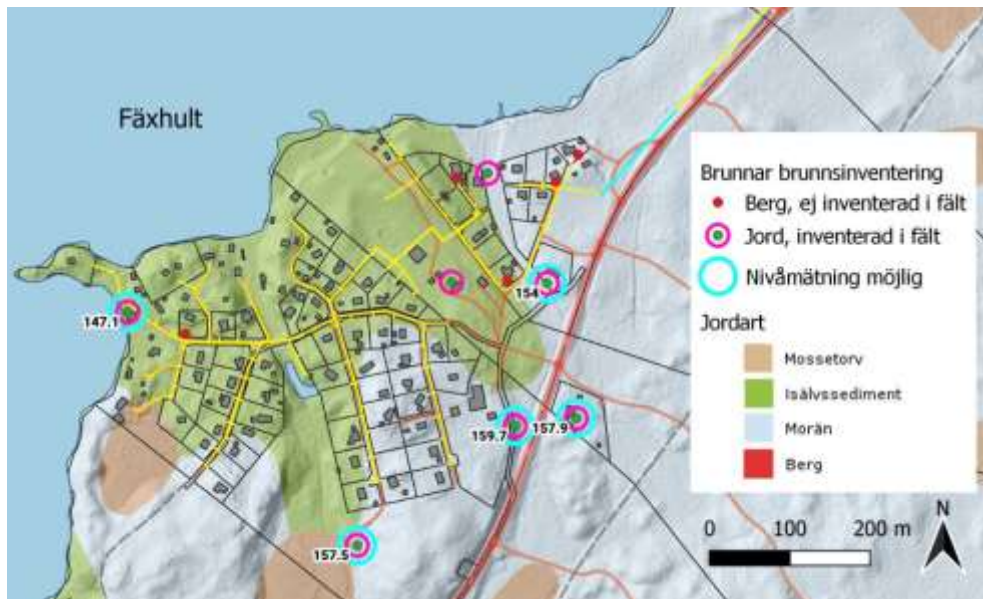 Fäxhult
Brunnar brunnsinventering
Berg, ej inventerad i fält
Jord, inventerad i fält
Nivåmätning möjlig
Jordart
Mossetorv
Isälvssediment
Morän
Berg
154
147.1
159.7
157.9
157.5
0 100 200 m
N